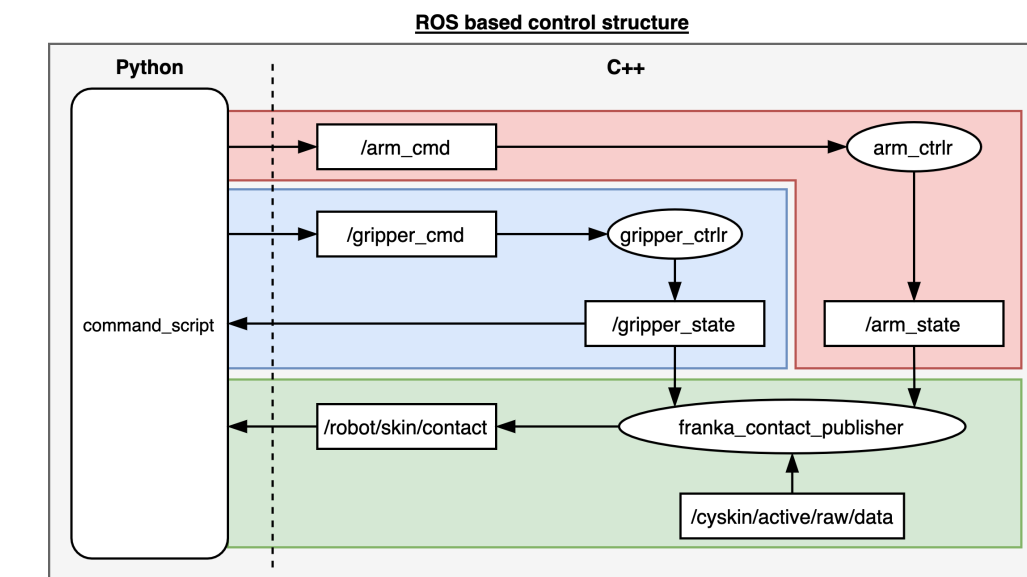 ROS based control structure
Python
C++
/arm_cmd
arm_ctrlr
/gripper_cmd
gripper_ctrlr
command_script
/gripper_state
/arm_state
/robot/skin/contact
franka_contact_publisher
/cyskin/active/raw/data